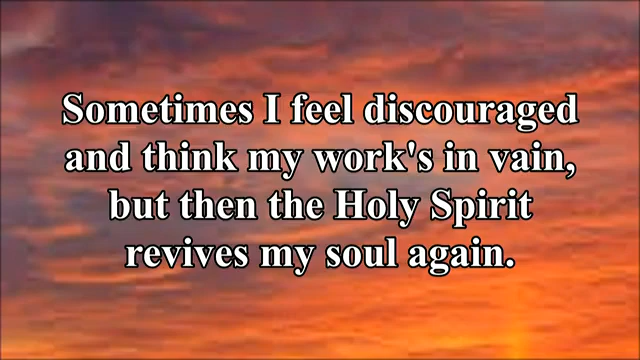 Sometimes I feel discouraged
and think my work's in vain,
but then the Holy Spirit
revives my soul again.